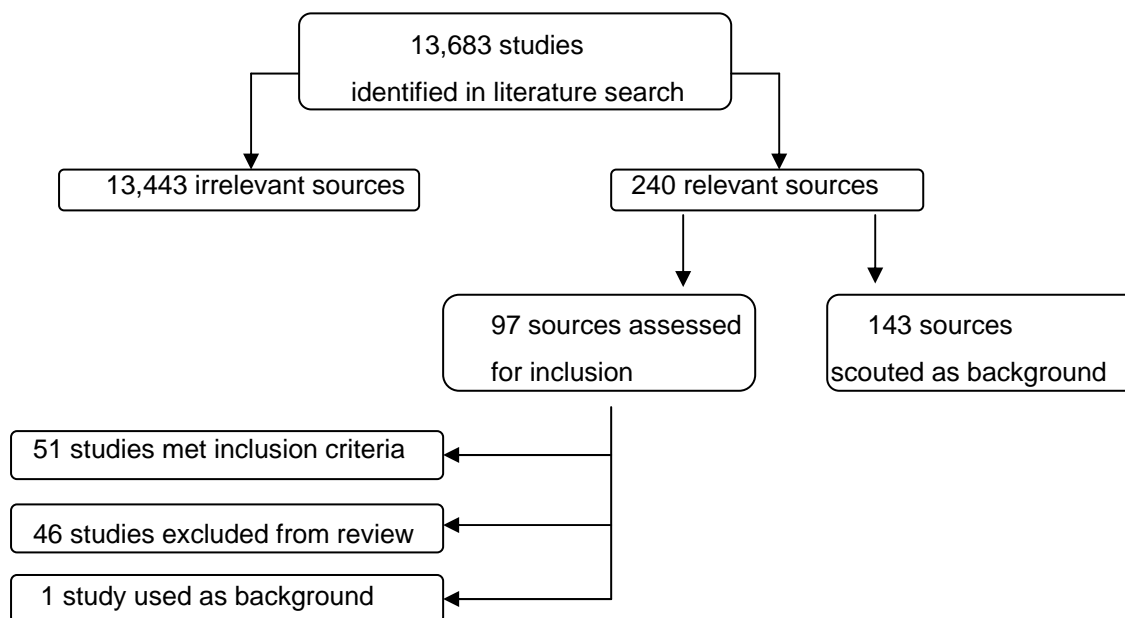 13,683 studies
identified in literature search
13,443 irrelevant sources
240 relevant sources
97 sources assessed
for inclusion
143 sources
scouted as background
51 studies met inclusion criteria
46 studies excluded from review
1 study used as background